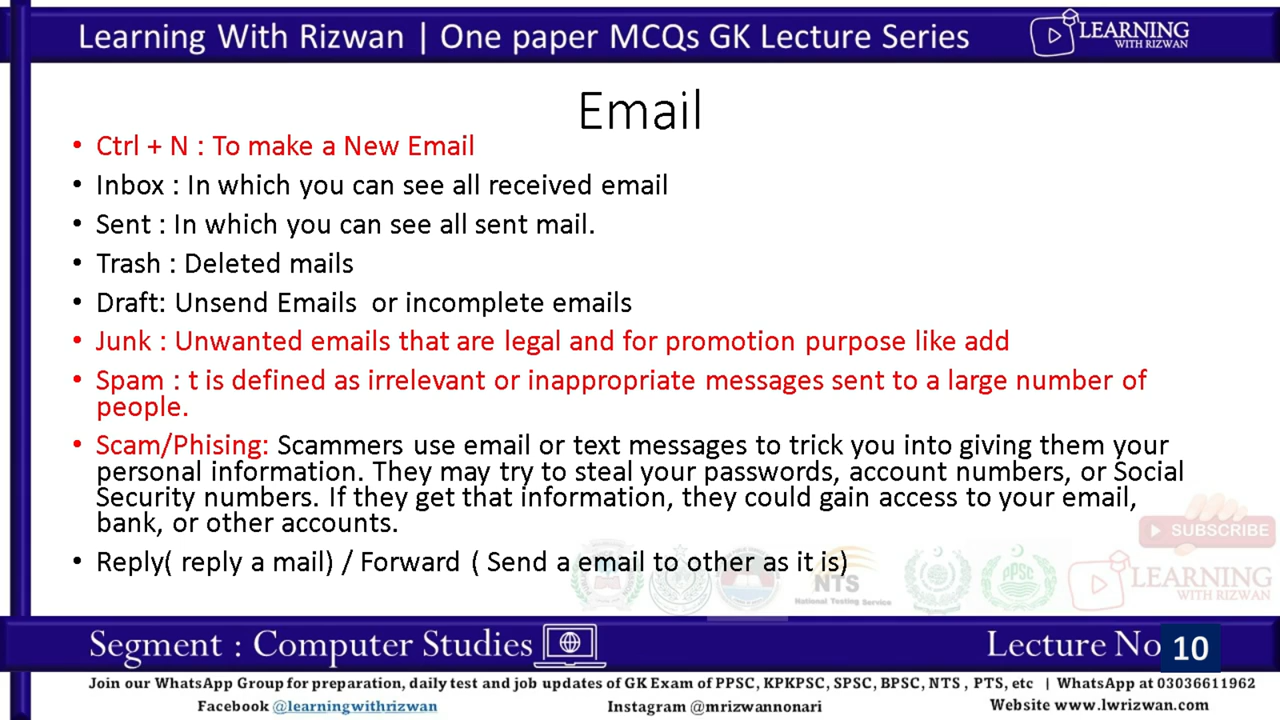 Learning With Rizwan | One paper MCQs GK Lecture Series
LEARNING
WITH RIZWAN
Email
• Ctrl + N : To make a New Email
• Inbox : In which you can see all received email
• Sent : In which you can see all sent mail.
• Trash : Deleted mails
• Draft: Unsend Emails or incomplete emails
• Junk : Unwanted emails that are legal and for promotion purpose like add
• Spam : t is defined as irrelevant or inappropriate messages sent to a large number of
people.
• Scam/Phising: Scammers use email or text messages to trick you into giving them your
personal information. They may try to steal your passwords, account numbers, or Social
Security numbers. If they get that information, they could gain access to your email,
bank, or other accounts.
SUBSCRIBE
• Reply( reply a mail) / Forward ( Send a email to other as it is)
NTS
National Testing Service
PPSC
LEARNING
WITH RIZWAN
Segment : Computer Studies
Lecture No 10
Join our WhatsApp Group for preparation, daily test and job updates of GK Exam of PPSC, KPKPSC, SPSC, BPSC, NTS , PTS, etc | WhatsApp at 03036611962
Facebook @learningwithrizwan Instagram @mrizwannonari Website www.lwrizwan.com